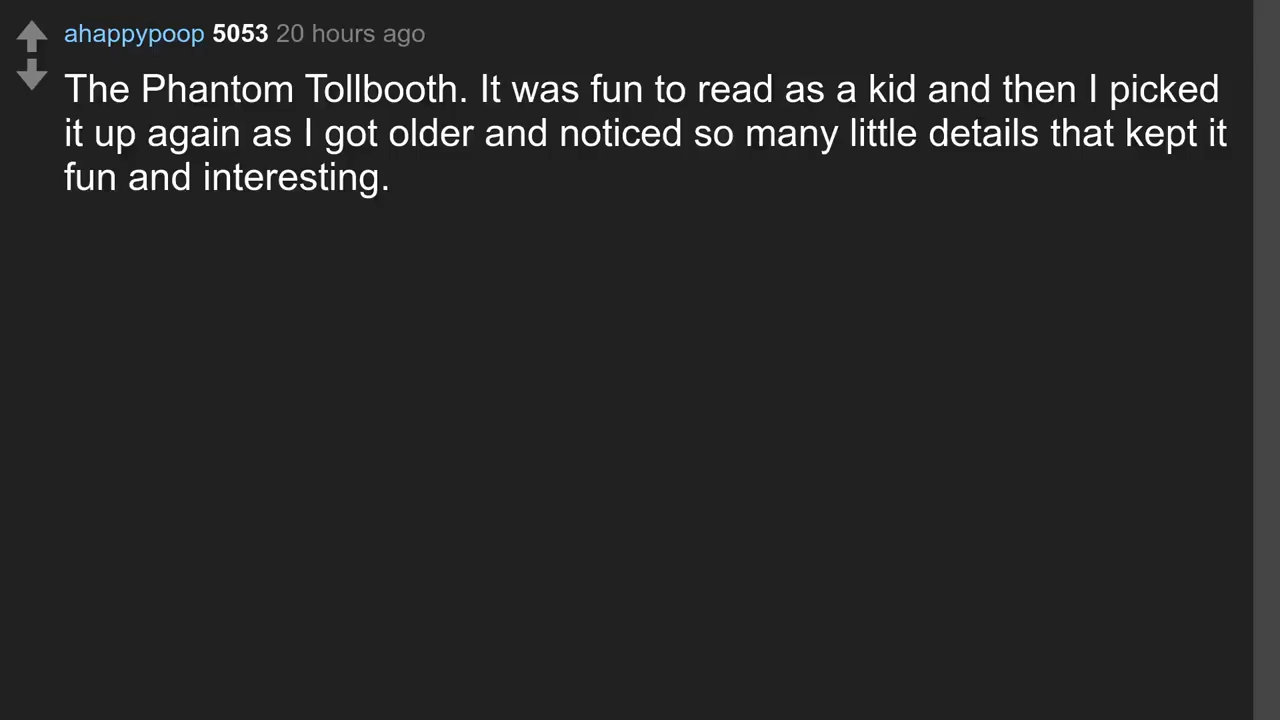 ahappypoop 5053 20 hours ago
The Phantom Tollbooth. It was fun to read as a kid and then I picked
it up again as I got older and noticed so many little details that kept it
fun and interesting.